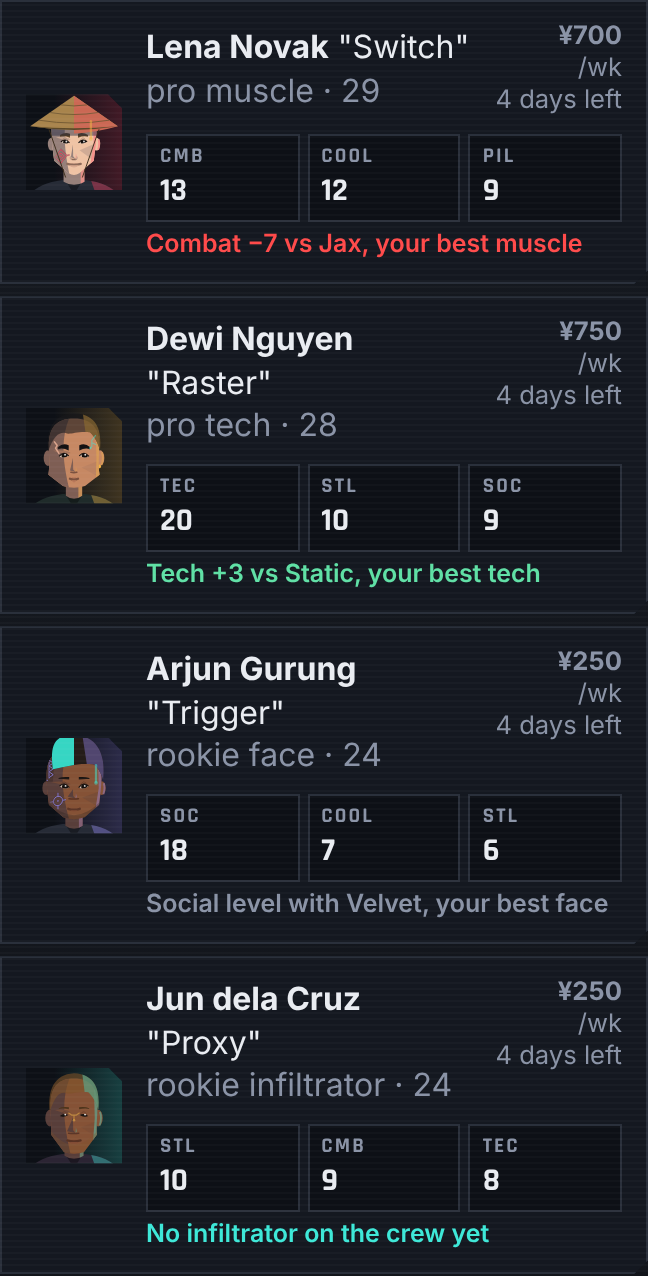 Lena Novak "Switch"
¥700
/wk
pro muscle · 29
4 days left
CMB
COOL
PIL
13
12
9
Combat −7 vs Jax, your best muscle
Dewi Nguyen
¥750
"Raster"
/wk
4 days left
pro tech · 28
TEC
STL
SOC
20
10
9
Tech +3 vs Static, your best tech
Arjun Gurung
¥250
"Trigger"
/wk
4 days left
rookie face · 24
SOC
COOL
STL
18
7
6
Social level with Velvet, your best face
Jun dela Cruz
¥250
"Proxy"
/wk
4 days left
rookie infiltrator · 24
STL
CMB
TEC
10
9
8
No infiltrator on the crew yet